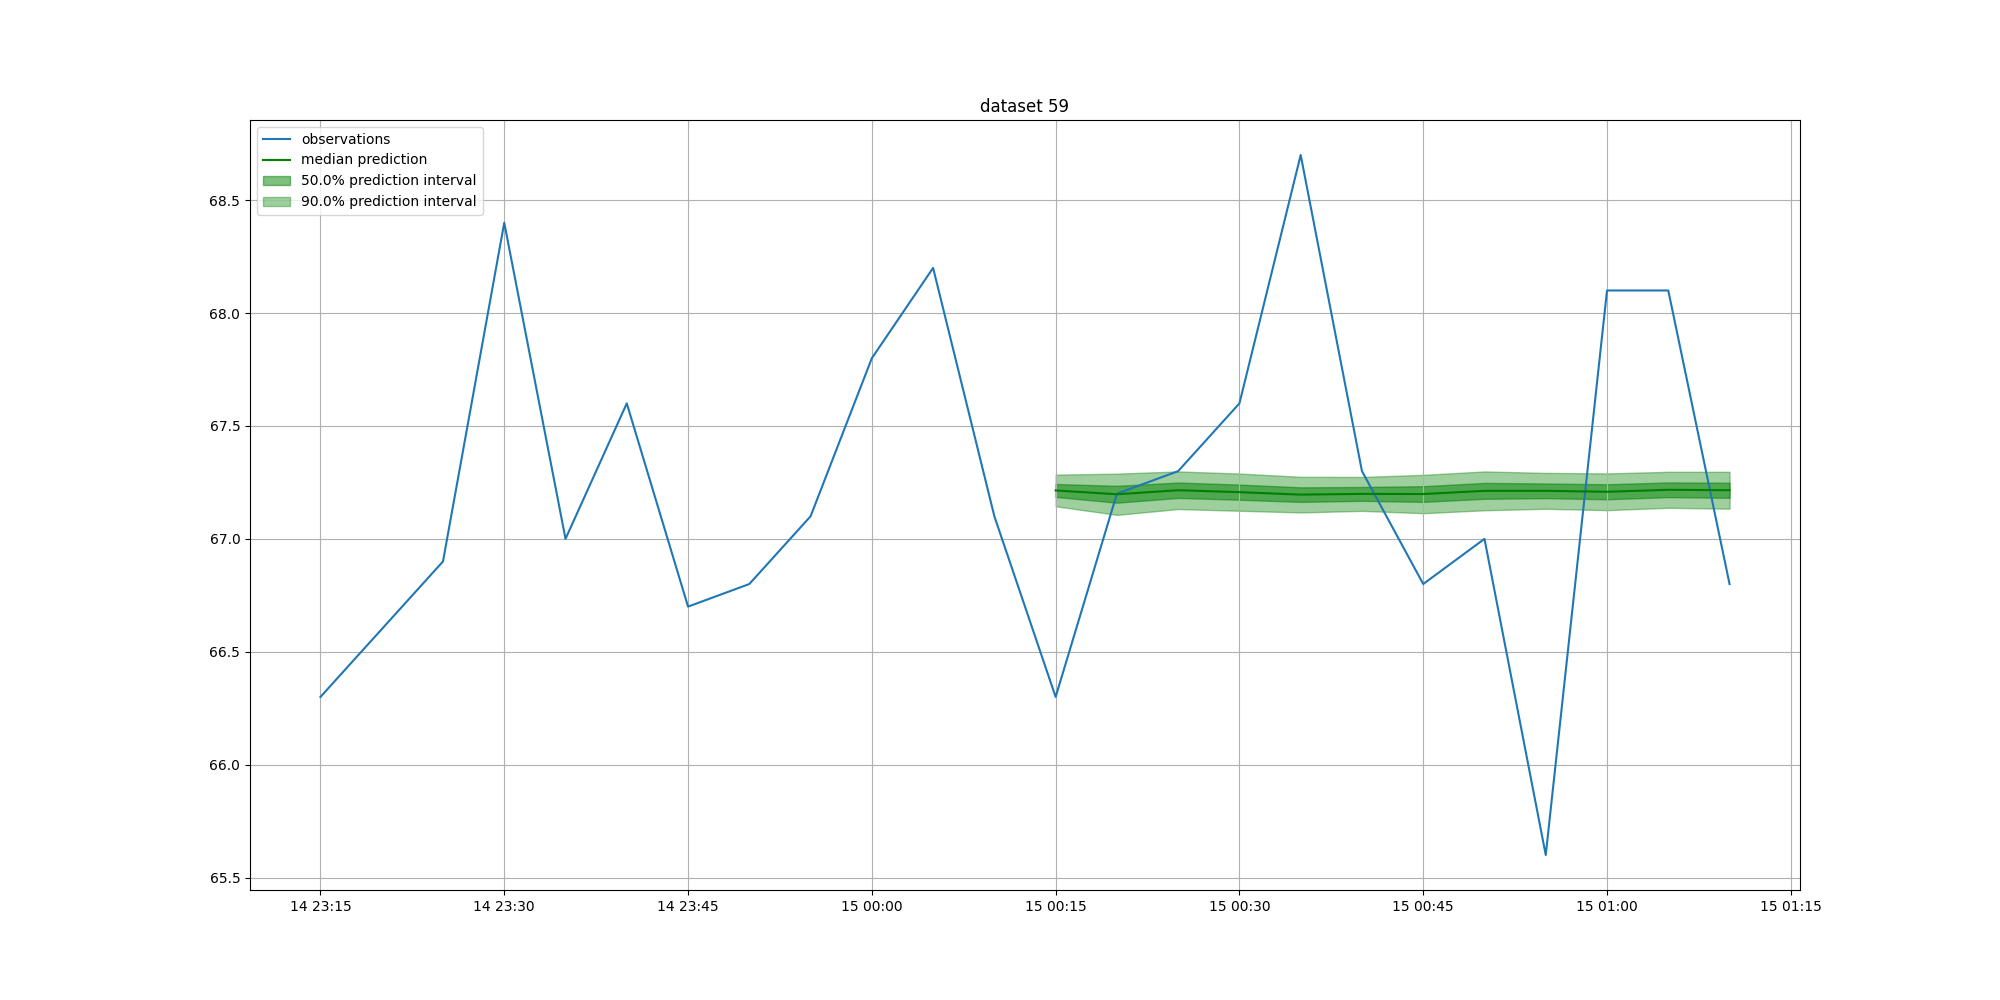 dataset 59
observations
median prediction
50.0% prediction interval
90.0% prediction interval
68.5
68.0
67.5
67.0
66.5
66.0
65.5
14 23:15 14 23:30 14 23:45 15 00:00 15 00:15 15 00:30 15 00:45 15 01:00 15 01:15